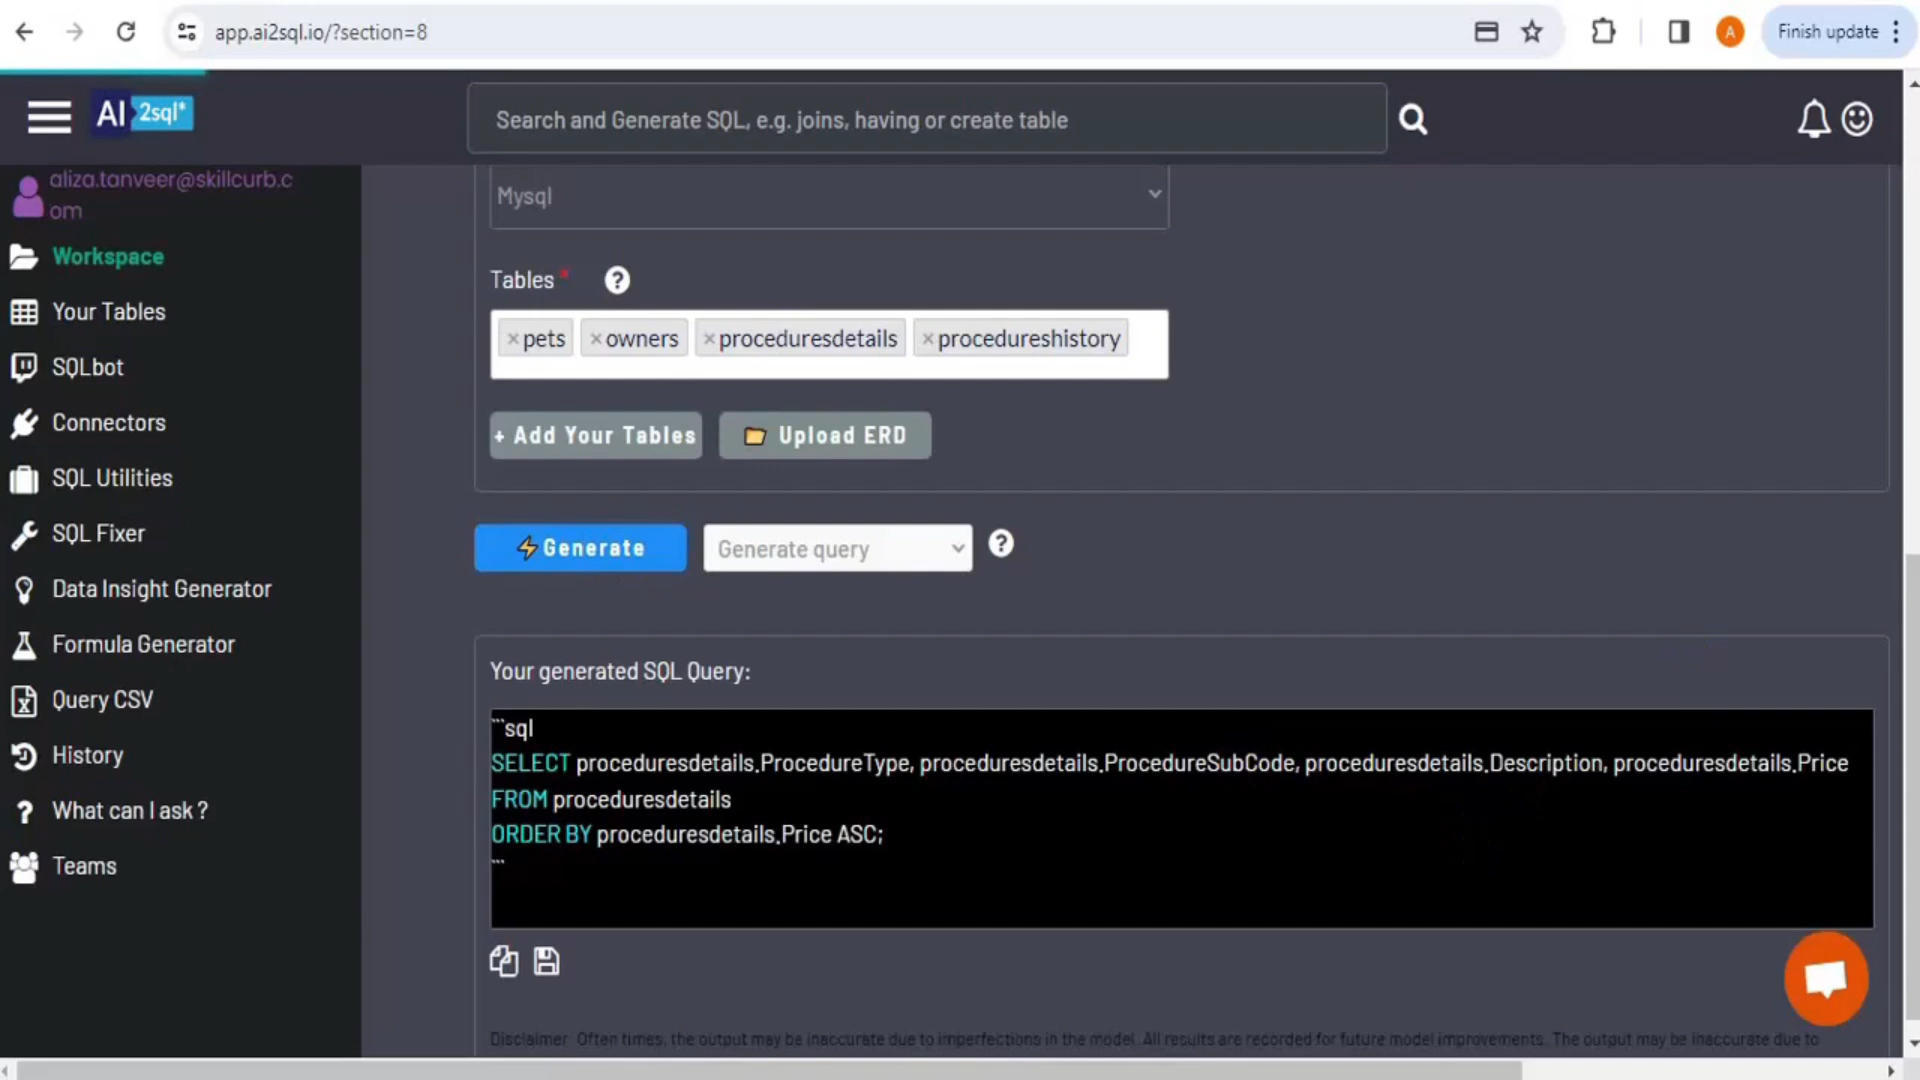 app.ai2sql.io/?section=8
A
Finish update
AI 2sql*
Search and Generate SQL, e.g. joins, having or create table
aliza.tanveer@skillcurb.c
om
Workspace
Your Tables
SQLbot
Connectors
SQL Utilities
SQL Fixer
Data Insight Generator
Formula Generator
Query CSV
History
What can I ask ?
Teams
Mysql
Tables * ?
×pets ×owners ×proceduresdetails ×procedureshistory
+ Add Your Tables
Upload ERD
Generate
Generate query
?
Your generated SQL Query:
```sql
SELECT proceduresdetails.ProcedureType, proceduresdetails.ProcedureSubCode, proceduresdetails.Description, proceduresdetails.Price
FROM proceduresdetails
ORDER BY proceduresdetails.Price ASC;
```
Disclaimer: Often times, the output may be inaccurate due to imperfections in the model. All results are recorded for future model improvements. The output may be inaccurate due to